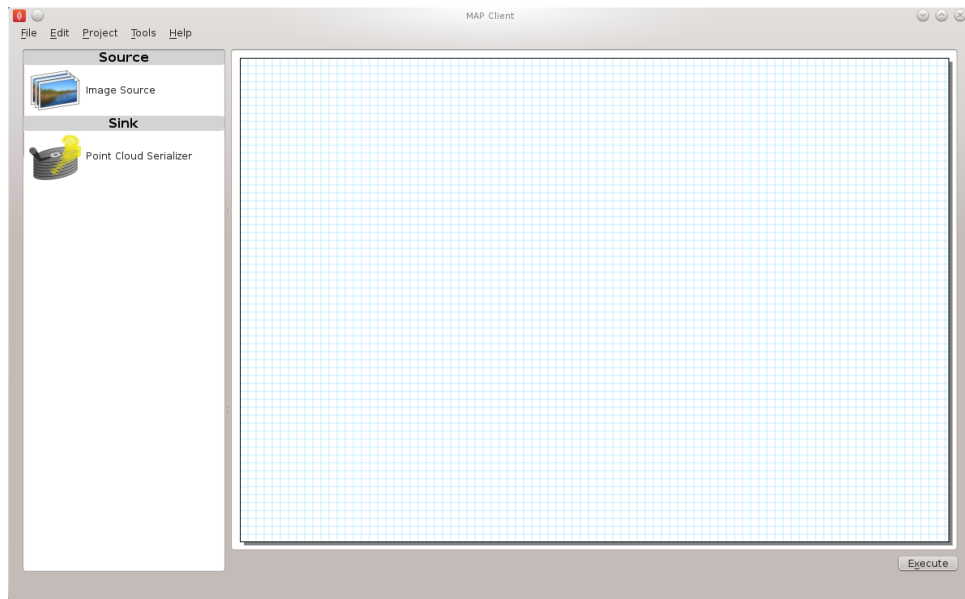 MAP Client
File Edit Project Tools Help
Source
Image Source
Sink
Point Cloud Serializer
Execute